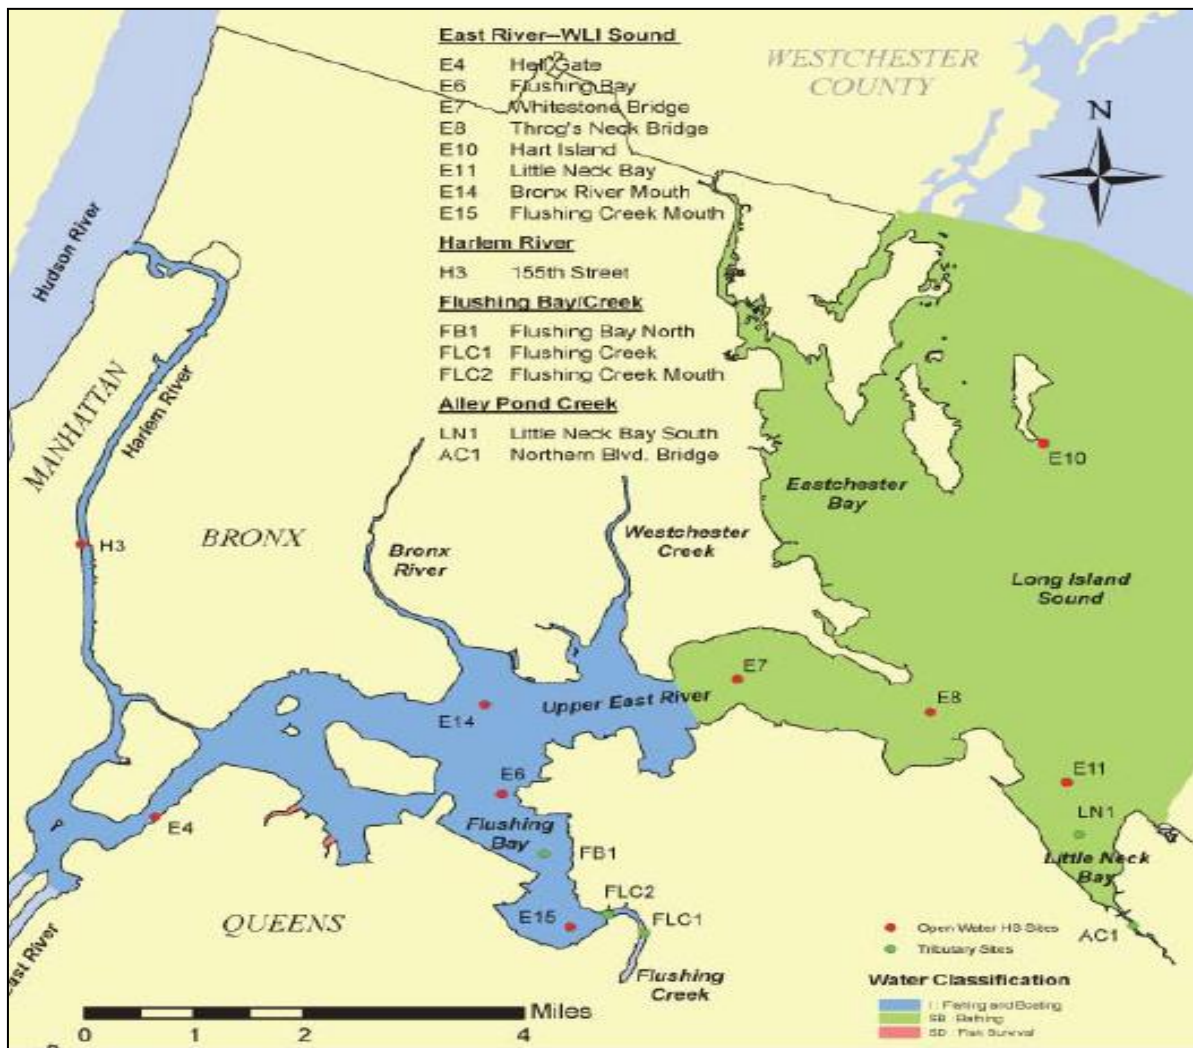 East River--WLI Sound
E4 Hell Gate
E6 Flushing Bay
E7 Whitestone Bridge
E8 Throg's Neck Bridge
E10 Hart Island
E11 Little Neck Bay
E14 Bronx River Mouth
E15 Flushing Creek Mouth
Harlem River
H3 155th Street
Flushing Bay/Creek
FB1 Flushing Bay North
FLC1 Flushing Creek
FLC2 Flushing Creek Mouth
Alley Pond Creek
LN1 Little Neck Bay South
AC1 Northern Blvd. Bridge
WESTCHESTER
COUNTY
N
Hudson River
MANHATTAN
Harlem River
H3
BRONX
Bronx
River
Westchester
Creek
Eastchester
Bay
E10
Long Island
Sound
E7
E8
Upper East River
E14
E6
E4
Flushing
Bay
FB1
E11
LN1
Little Neck
Bay
AC1
FLC2
FLC1
E15
QUEENS
Flushing
Creek
East River
Open Water HS Sites
Tributary Sites
Water Classification
I : Fishing and Boating
SB : Bathing
SD : Fish Survival
Miles
0 1 2 4